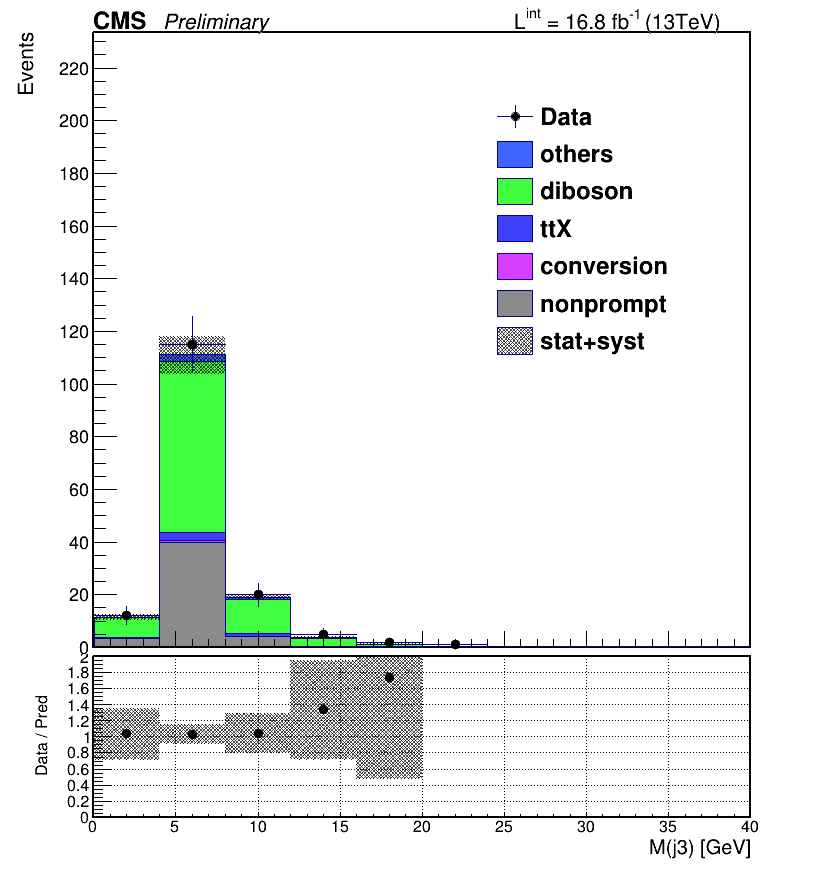 CMS Preliminary L^int = 16.8 fb^-1 (13TeV)
Events
220
200
180
160
140
120
100
80
60
40
20
0
Data
others
diboson
ttX
conversion
nonprompt
stat+syst
Data / Pred
2
1.8
1.6
1.4
1.2
1
0.8
0.6
0.4
0.2
0
0 5 10 15 20 25 30 35 40
M(j3) [GeV]